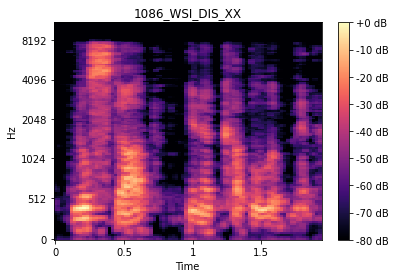 1086_WSI_DIS_XX
8192
4096
2048
1024
512
0
Hz
0
0.5
1
1.5
Time
+0 dB
-10 dB
-20 dB
-30 dB
-40 dB
-50 dB
-60 dB
-70 dB
-80 dB